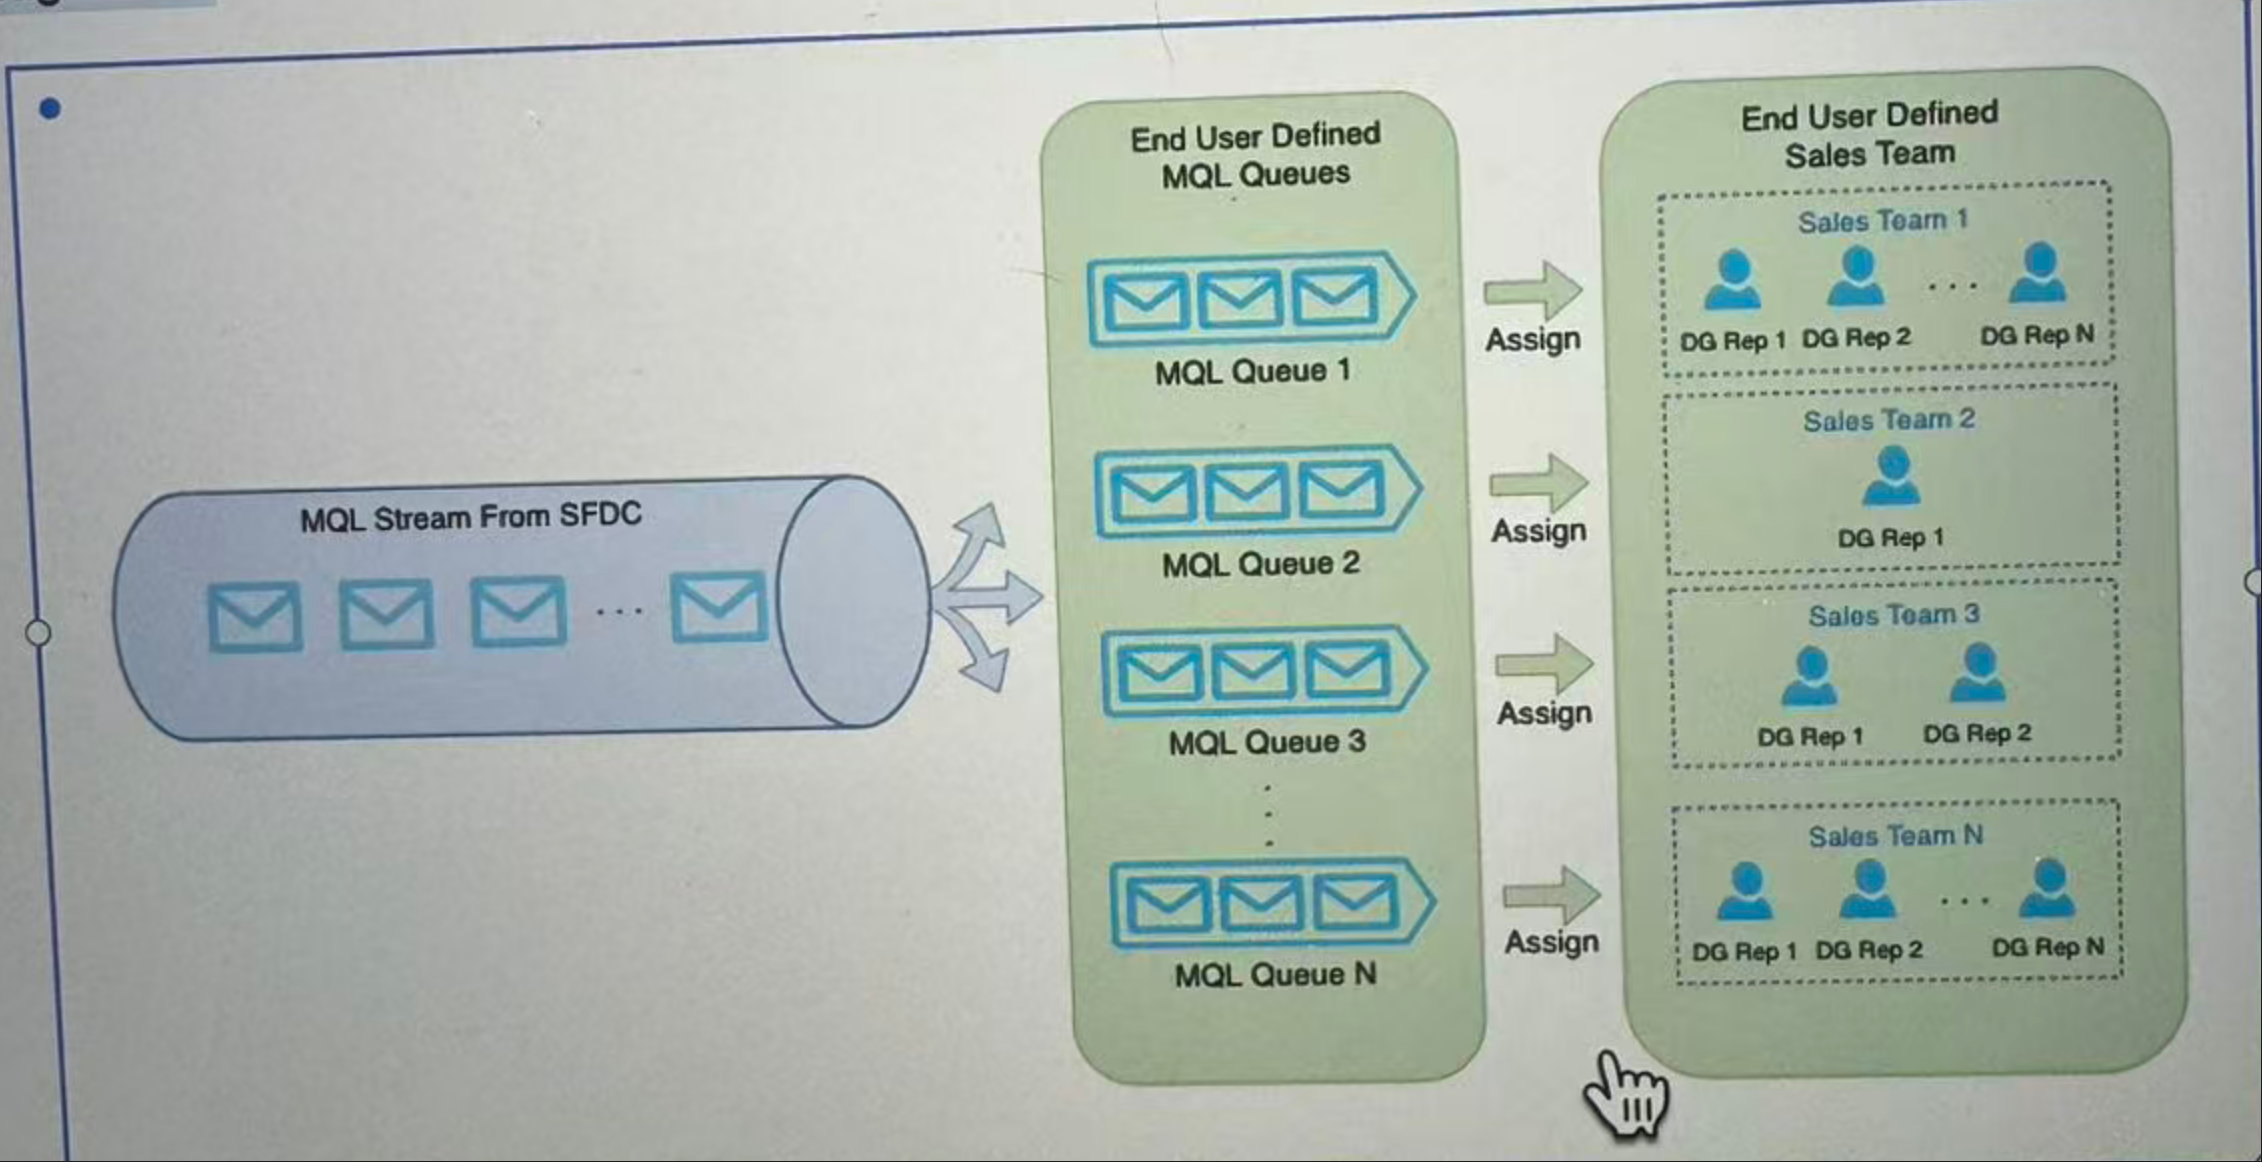 MQL Stream From SFDC
End User Defined
MQL Queues
MQL Queue 1
MQL Queue 2
MQL Queue 3
MQL Queue N
Assign
Assign
Assign
Assign
End User Defined
Sales Team
Sales Team 1
DG Rep 1 DG Rep 2 ... DG Rep N
Sales Team 2
DG Rep 1
Sales Team 3
DG Rep 1 DG Rep 2
Sales Team N
DG Rep 1 DG Rep 2 ... DG Rep N